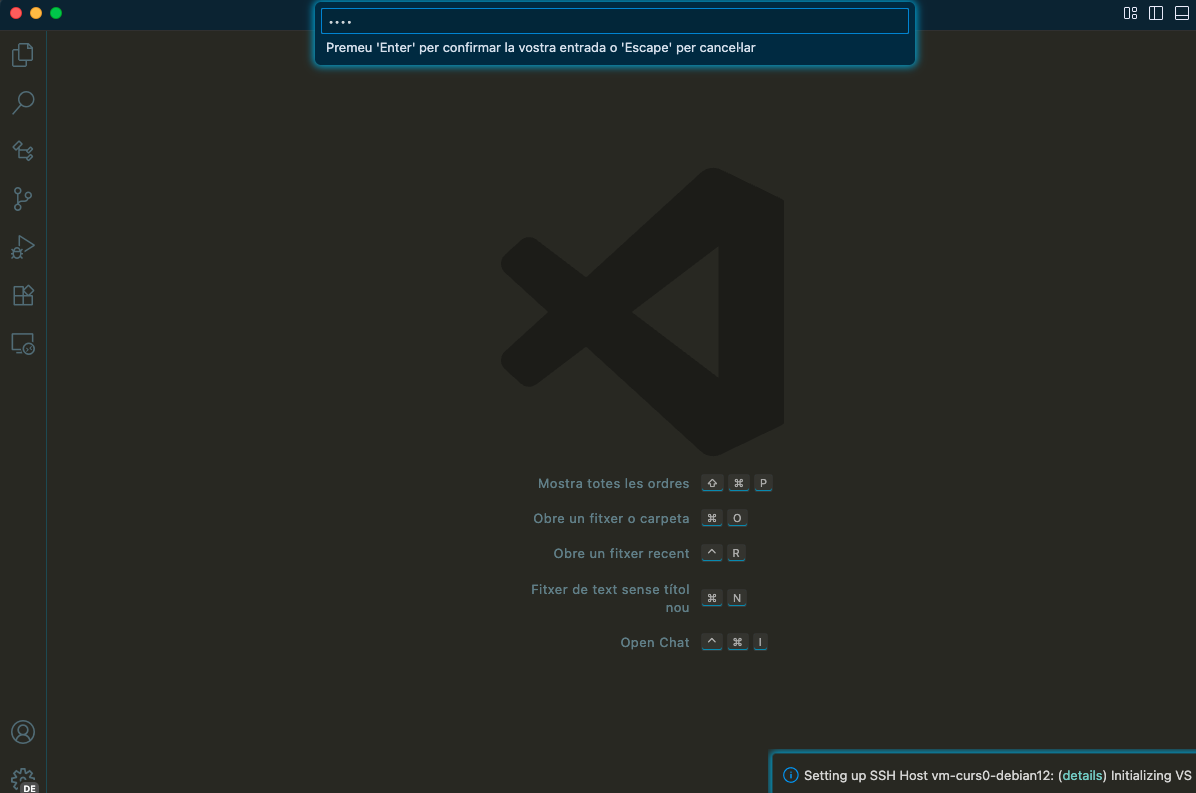 ••••
Premeu 'Enter' per confirmar la vostra entrada o 'Escape' per cancel·lar
Mostra totes les ordres ⇧ ⌘ P
Obre un fitxer o carpeta ⌘ O
Obre un fitxer recent ^ R
Fitxer de text sense títol
nou ⌘ N
Open Chat ^ ⌘ I
DE
Setting up SSH Host vm-curs0-debian12: (details) Initializing VS